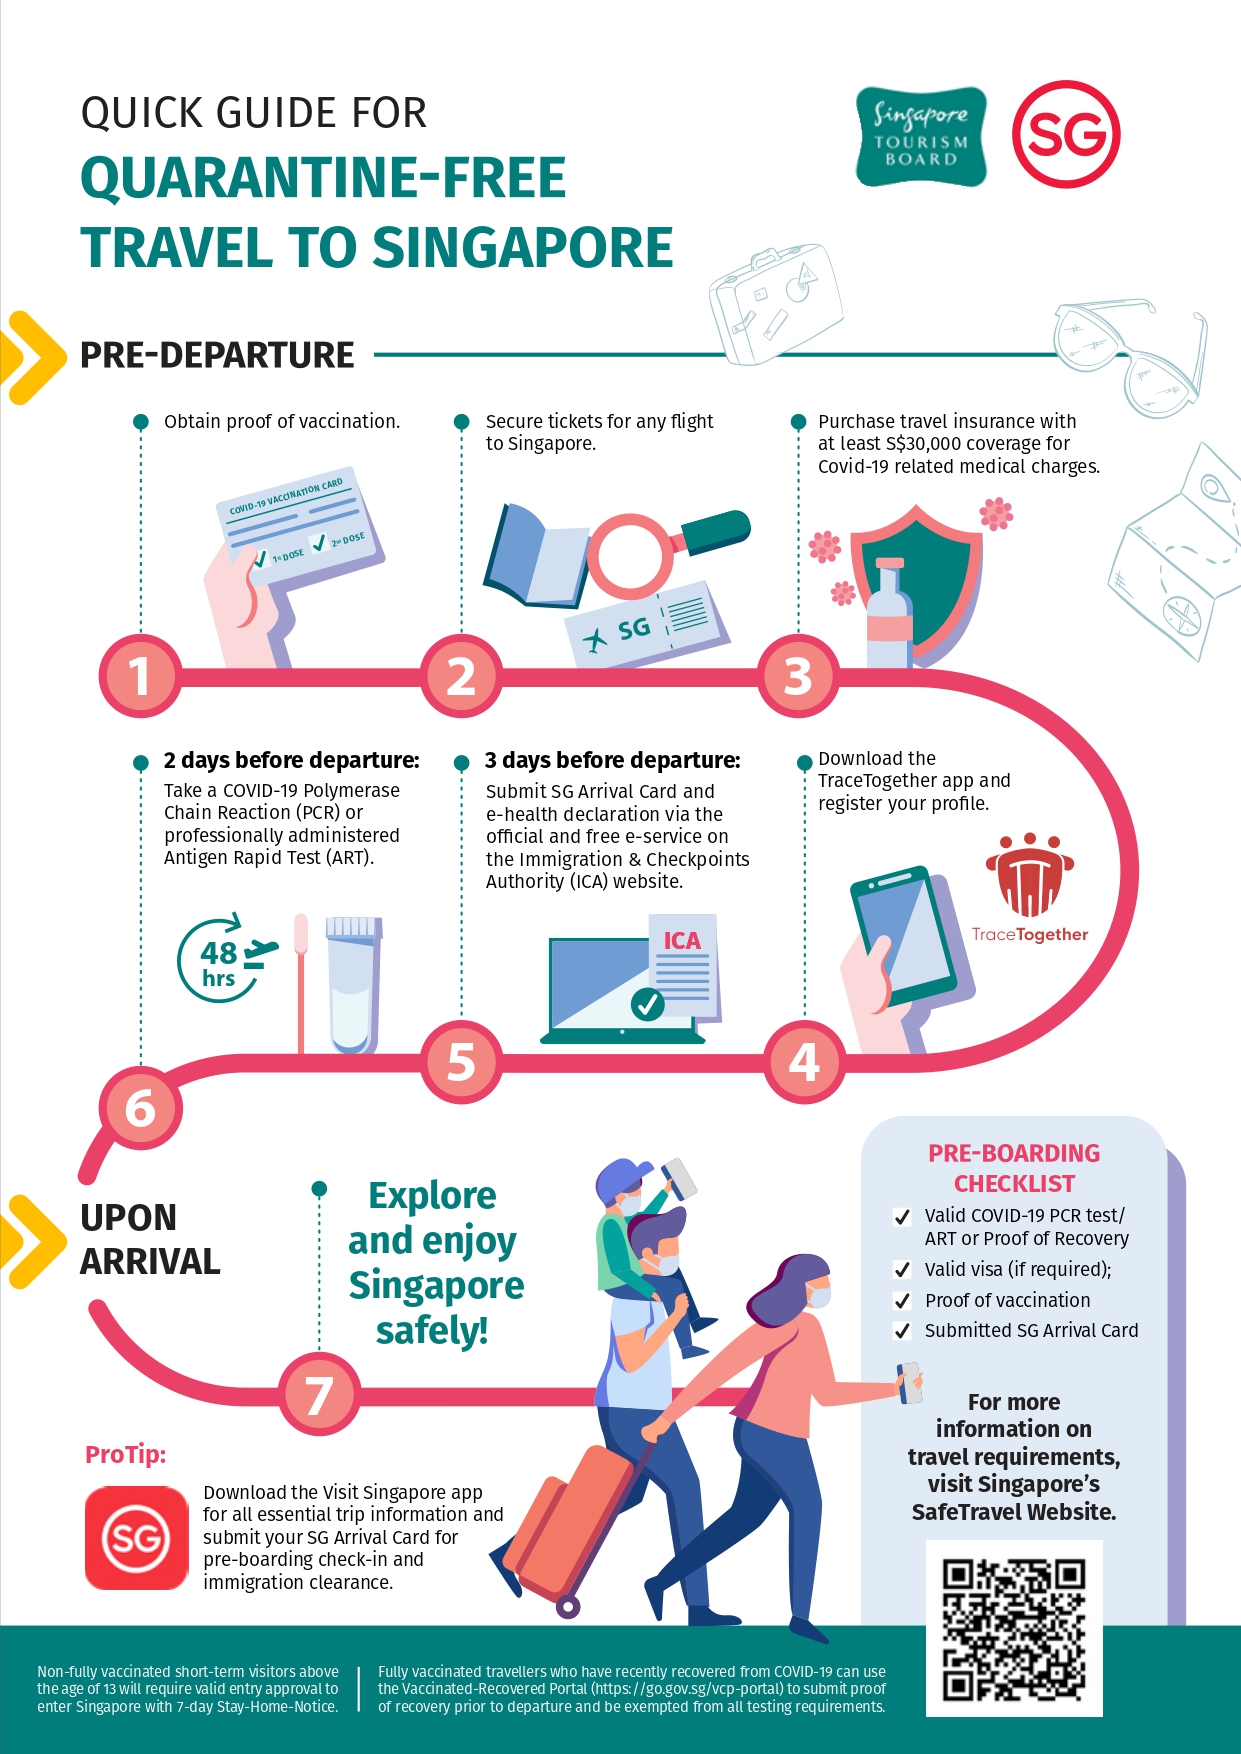 QUICK GUIDE FOR
QUARANTINE-FREE
TRAVEL TO SINGAPORE
Singapore
TOURISM
BOARD
SG
PRE-DEPARTURE
Obtain proof of vaccination.
COVID-19 VACCINATION CARD
1st DOSE
2nd DOSE
1
Secure tickets for any flight
to Singapore.
SG
2
Purchase travel insurance with
at least S$30,000 coverage for
Covid-19 related medical charges.
3
Download the
TraceTogether app and
register your profile.
TraceTogether
4
3 days before departure:
Submit SG Arrival Card and
e-health declaration via the
official and free e-service on
the Immigration & Checkpoints
Authority (ICA) website.
ICA
5
2 days before departure:
Take a COVID-19 Polymerase
Chain Reaction (PCR) or
professionally administered
Antigen Rapid Test (ART).
48
hrs
6
UPON
ARRIVAL
Explore
and enjoy
Singapore
safely!
7
ProTip:
SG
Download the Visit Singapore app
for all essential trip information and
submit your SG Arrival Card for
pre-boarding check-in and
immigration clearance.
PRE-BOARDING
CHECKLIST
Valid COVID-19 PCR test/
ART or Proof of Recovery
Valid visa (if required);
Proof of vaccination
Submitted SG Arrival Card
For more
information on
travel requirements,
visit Singapore's
SafeTravel Website.
Non-fully vaccinated short-term visitors above
the age of 13 will require valid entry approval to
enter Singapore with 7-day Stay-Home-Notice.
Fully vaccinated travellers who have recently recovered from COVID-19 can use
the Vaccinated-Recovered Portal (https://go.gov.sg/vcp-portal) to submit proof
of recovery prior to departure and be exempted from all testing requirements.